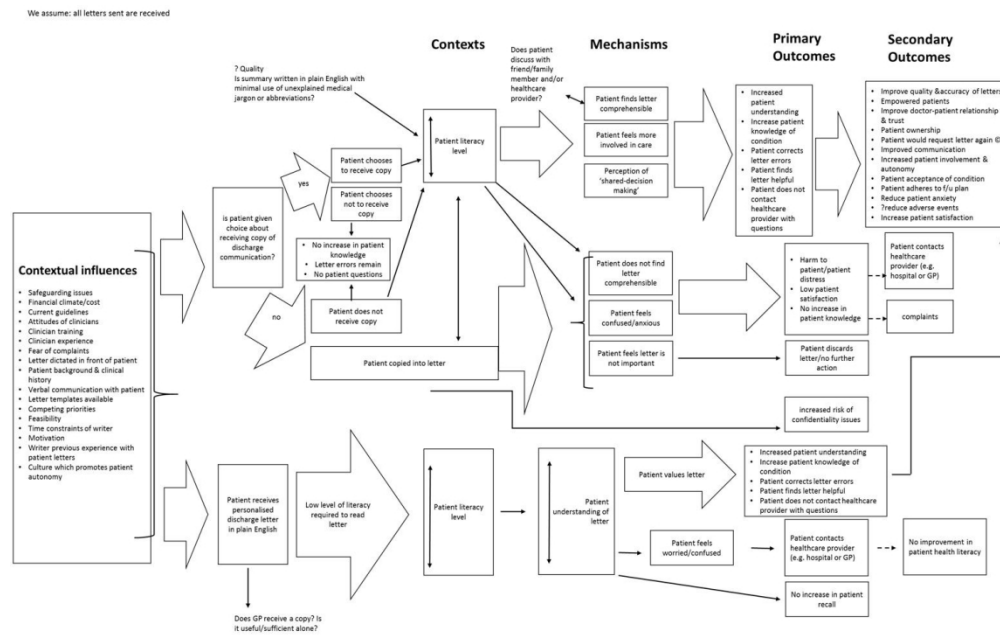 We assume: all letters sent are received
Contexts
Mechanisms
Primary
Outcomes
Secondary
Outcomes
? Quality
Is summary written in plain English with
minimal use of unexplained medical
jargon or abbreviations?
Does patient
discuss with
friend/family
member and/or
healthcare
provider?
Patient literacy
level
Patient finds letter
comprehensible
Patient feels more
involved in care
Perception of
'shared-decision
making'
• Increased
patient
understanding
• Increase patient
knowledge of
condition
• Patient corrects
letter errors
• Patient finds
letter helpful
• Patient does not
contact
healthcare
provider with
questions
• Improve quality &accuracy of letters
• Empowered patients
• Improve doctor-patient relationship
& trust
• Patient ownership
• Patient would request letter again
• Improved communication
• Increased patient involvement &
autonomy
• Patient acceptance of condition
• Patient adheres to f/u plan
• Reduce patient anxiety
• ?reduce adverse events
• Increase patient satisfaction
yes
Patient chooses
to receive copy
Patient chooses
not to receive
copy
is patient given
choice about
receiving copy of
discharge
communication?
• No increase in patient
knowledge
• Letter errors remain
• No patient questions
no
Patient does not
receive copy
Patient copied into letter
Patient does not find
letter
comprehensible
Patient feels
confused/anxious
Patient feels letter is
not important
• Harm to
patient/patient
distress
• Low patient
satisfaction
• No increase in
patient knowledge
Patient contacts
healthcare
provider (e.g.
hospital or GP)
complaints
Patient discards
letter/no further
action
increased risk of
confidentiality issues
Contextual influences
• Safeguarding issues
• Financial climate/cost
• Current guidelines
• Attitudes of clinicians
• Clinician training
• Clinician experience
• Fear of complaints
• Letter dictated in front of patient
• Patient background & clinical
history
• Verbal communication with patient
• Letter templates available
• Competing priorities
• Feasibility
• Time constraints of writer
• Motivation
• Writer previous experience with
patient letters
• Culture which promotes patient
autonomy
Patient receives
personalised
discharge letter
in plain English
Low level of literacy
required to read
letter
Patient literacy
level
Patient
understanding of
letter
Patient values letter
• Increased patient understanding
• Increase patient knowledge of
condition
• Patient corrects letter errors
• Patient finds letter helpful
• Patient does not contact healthcare
provider with questions
Patient feels
worried/confused
Patient contacts
healthcare provider
(e.g. hospital or GP)
No improvement in
patient health literacy
No increase in patient
recall
Does GP receive a copy? Is
it useful/sufficient alone?